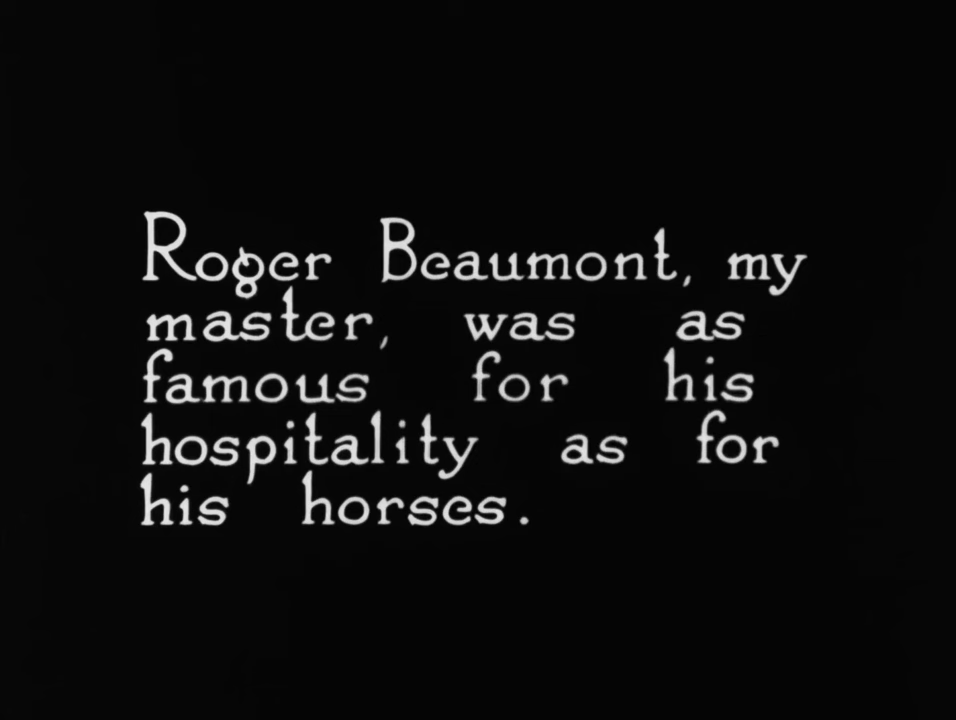 Roger Beaumont, my
master, was as
famous for his
hospitality as for
his horses.